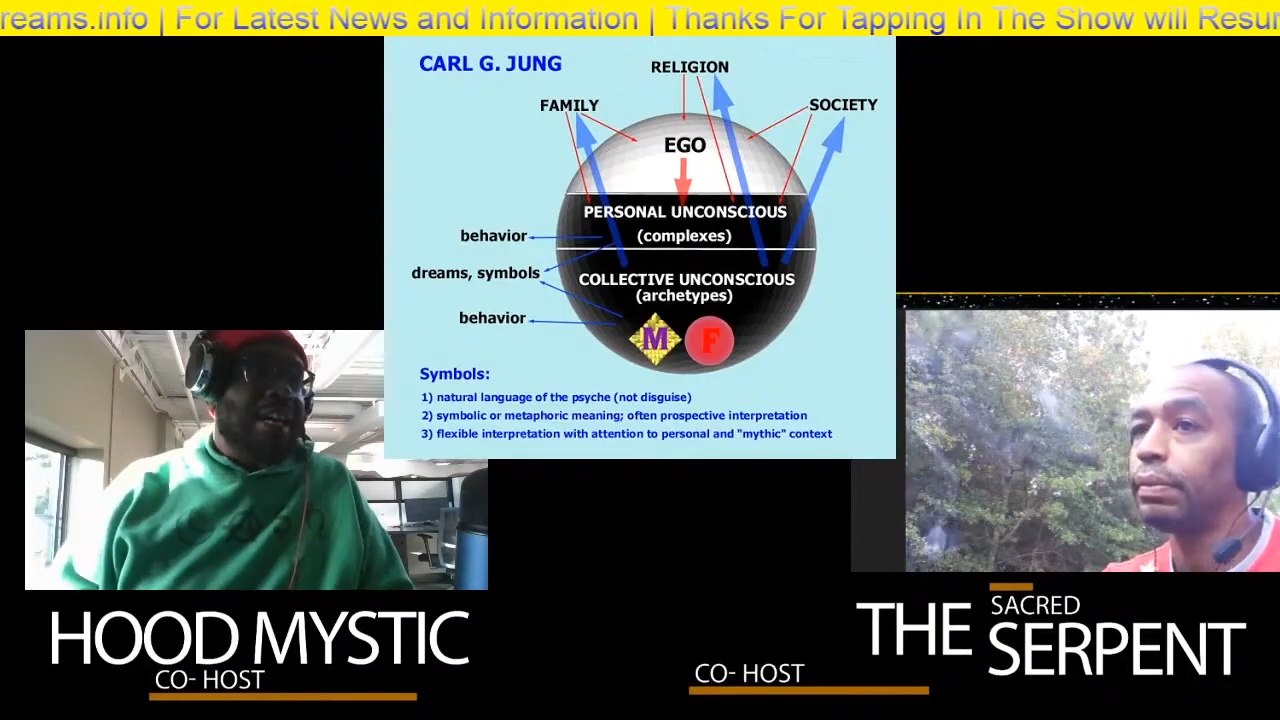 reams.info | For Latest News and Information | Thanks For Tapping In The Show will Resu
CARL G. JUNG
RELIGION
FAMILY
SOCIETY
EGO
PERSONAL UNCONSCIOUS
(complexes)
behavior
dreams, symbols
COLLECTIVE UNCONSCIOUS
(archetypes)
behavior
M
F
Symbols:
1) natural language of the psyche (not disguise)
2) symbolic or metaphoric meaning; often prospective interpretation
3) flexible interpretation with attention to personal and "mythic" context
HOOD MYSTIC
CO- HOST
CO- HOST
THE SACRED SERPENT